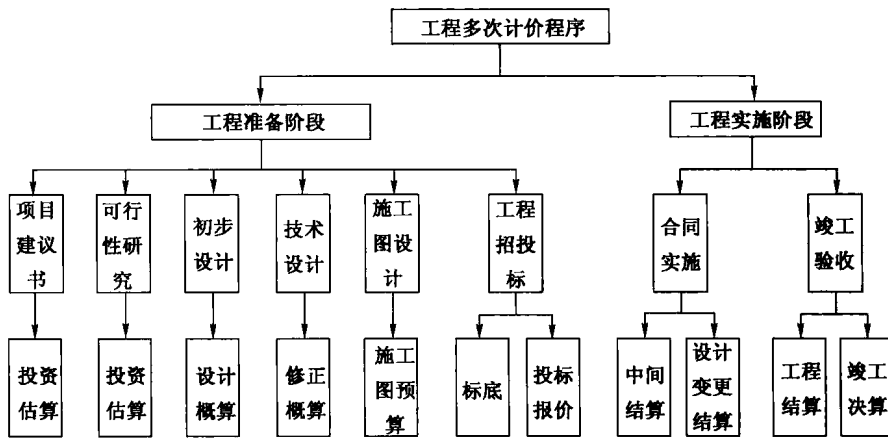 工程多次计价程序
工程准备阶段
工程实施阶段
项目
建议
书
可行
性研
究
初步
设计
技术
设计
施工
图设
计
工程
招投
标
合同
实施
竣工
验收
投资
估算
投资
估算
设计
概算
修正
概算
施工
图预
算
标底
投标
报价
中间
结算
设计
变更
结算
工程
结算
竣工
决算